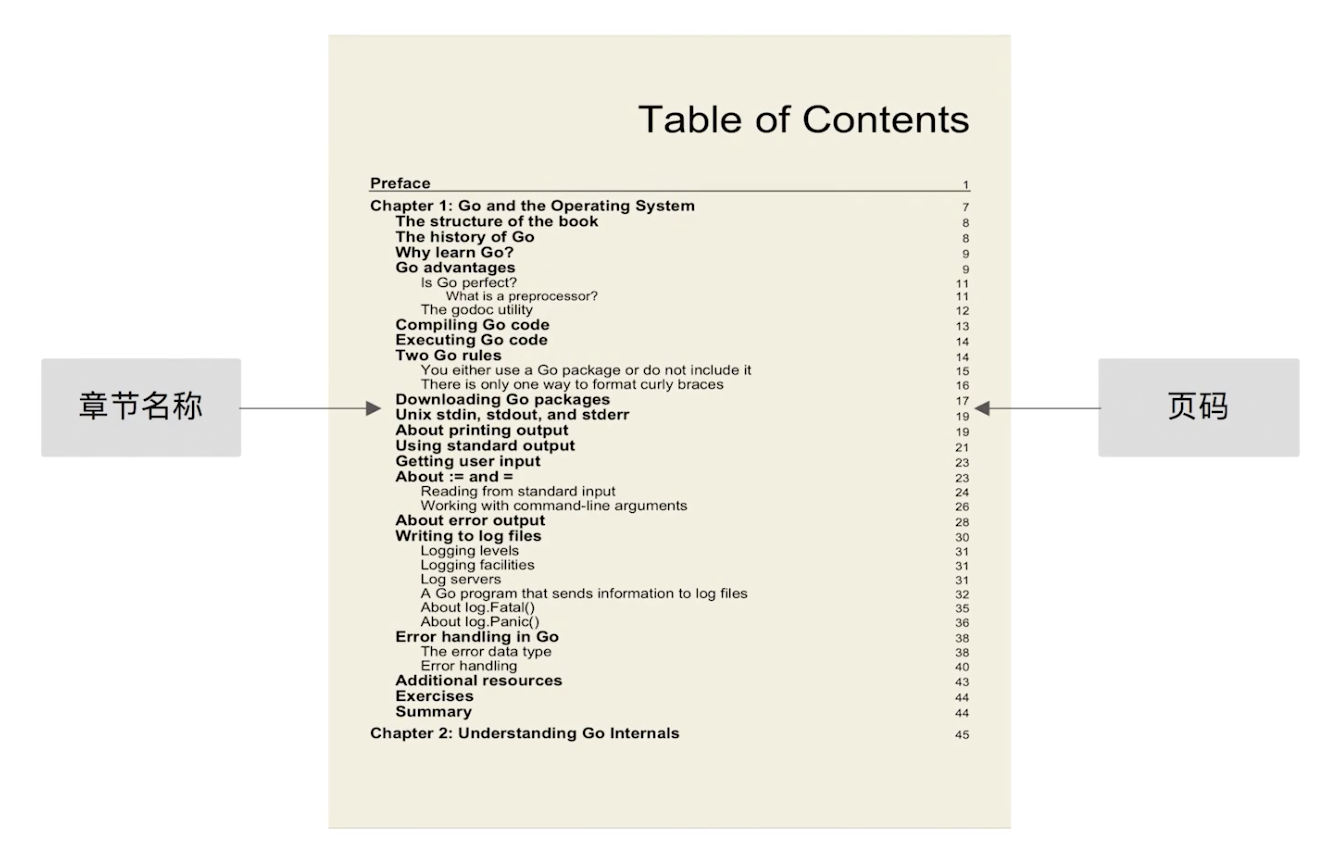 Table of Contents
Preface 1
Chapter 1: Go and the Operating System 7
The structure of the book 8
The history of Go 8
Why learn Go? 9
Go advantages 9
Is Go perfect? 11
What is a preprocessor? 11
The godoc utility 12
Compiling Go code 13
Executing Go code 14
Two Go rules 14
You either use a Go package or do not include it 15
There is only one way to format curly braces 16
Downloading Go packages 17
Unix stdin, stdout, and stderr 19
About printing output 19
Using standard output 21
Getting user input 23
About := and = 23
Reading from standard input 24
Working with command-line arguments 26
About error output 28
Writing to log files 30
Logging levels 31
Logging facilities 31
Log servers 31
A Go program that sends information to log files 32
About log.Fatal() 35
About log.Panic() 36
Error handling in Go 38
The error data type 38
Error handling 40
Additional resources 43
Exercises 44
Summary 44
Chapter 2: Understanding Go Internals 45
章节名称
页码